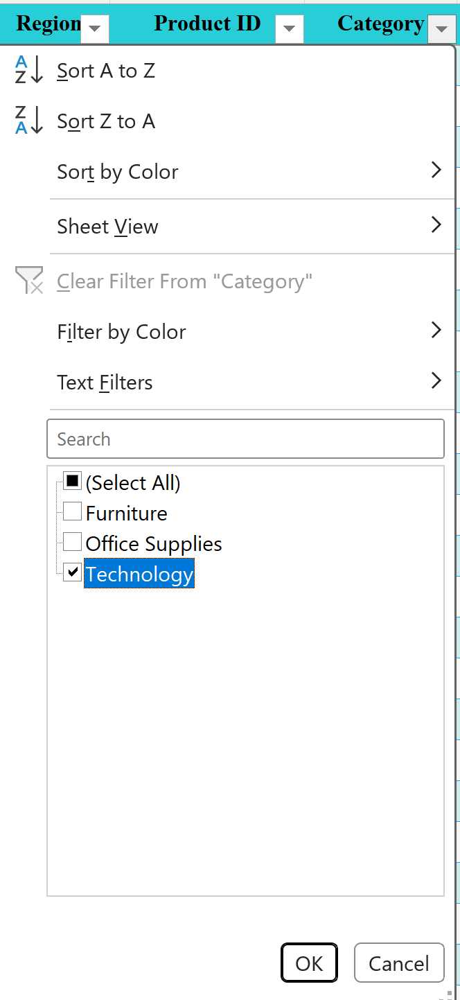 Region Product ID Category
Sort A to Z
Sort Z to A
Sort by Color
Sheet View
Clear Filter From "Category"
Filter by Color
Text Filters
Search
(Select All)
Furniture
Office Supplies
Technology
OK Cancel